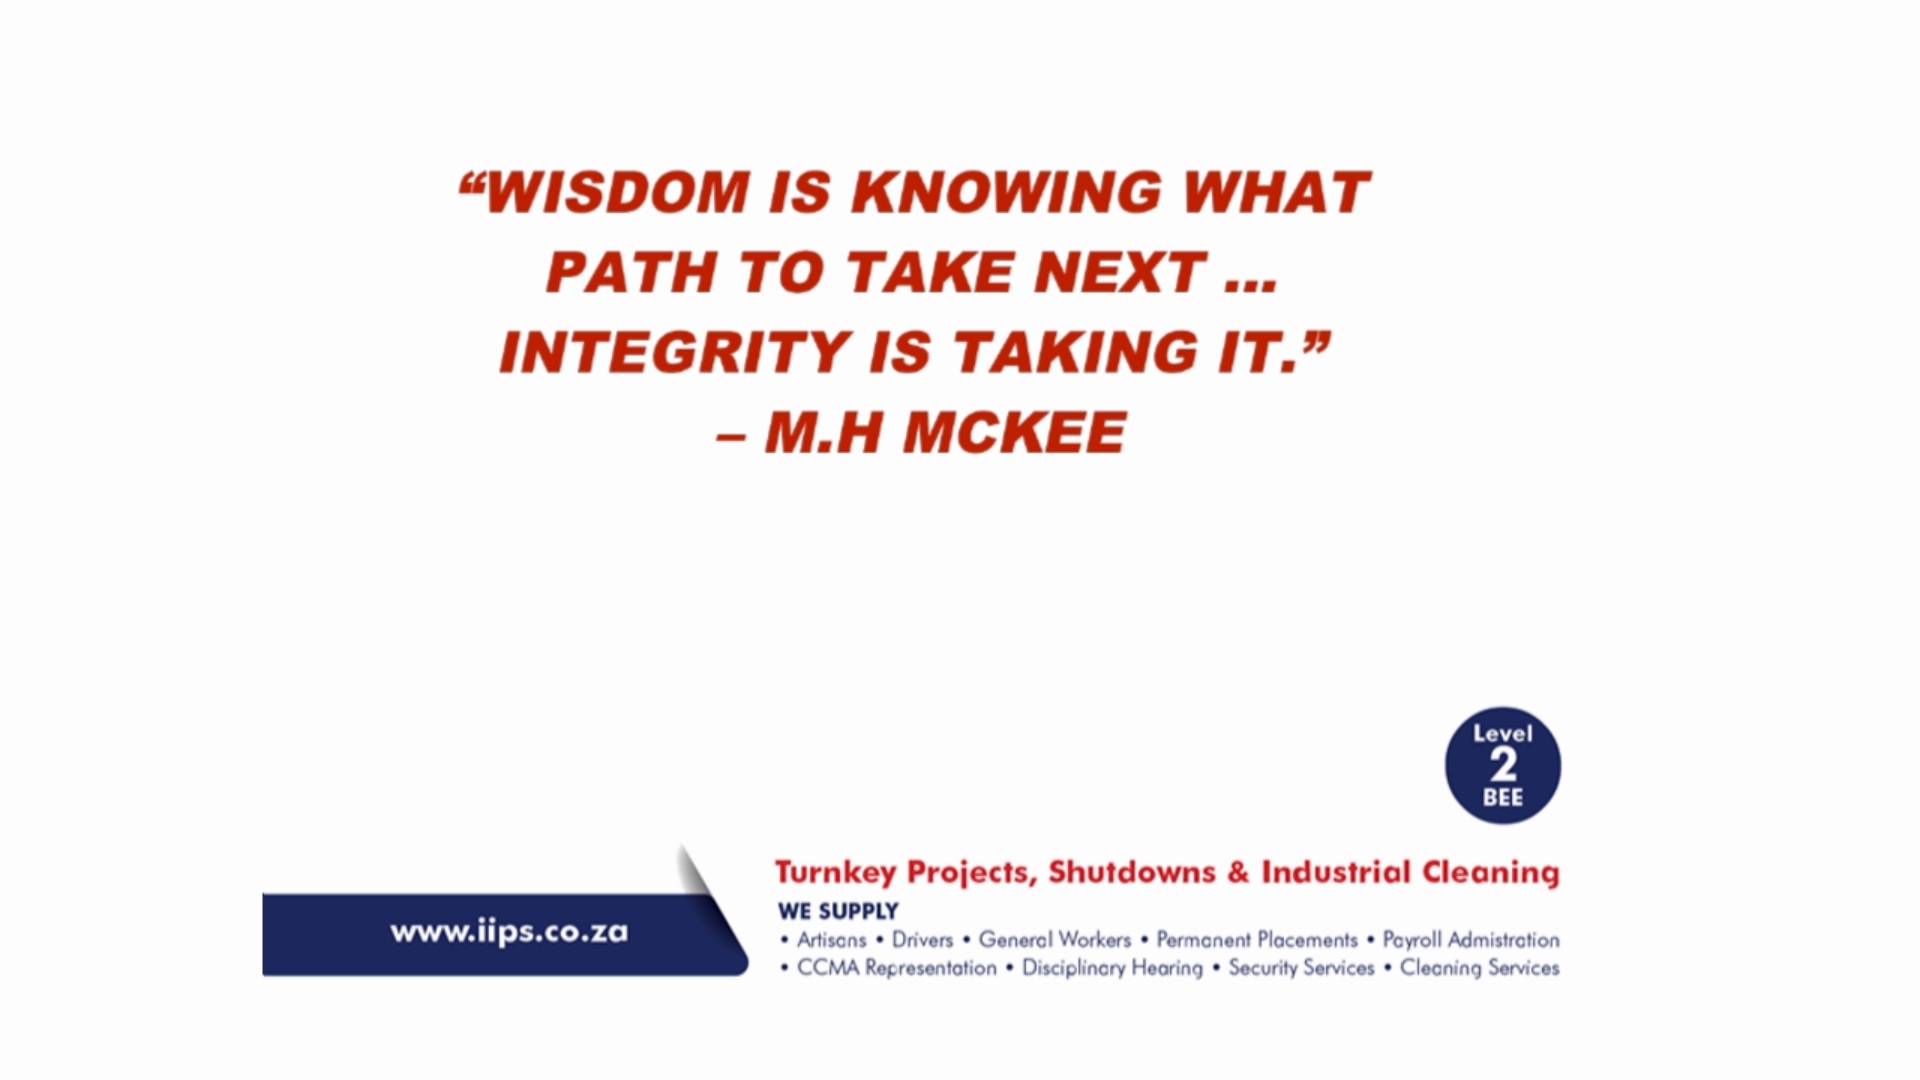 “WISDOM IS KNOWING WHAT
PATH TO TAKE NEXT ...
INTEGRITY IS TAKING IT.”
– M.H MCKEE
Level
2
BEE
Turnkey Projects, Shutdowns & Industrial Cleaning
WE SUPPLY
• Artisans • Drivers • General Workers • Permanent Placements • Payroll Admistration
• CCMA Representation • Disciplinary Hearing • Security Services • Cleaning Services
www.iips.co.za